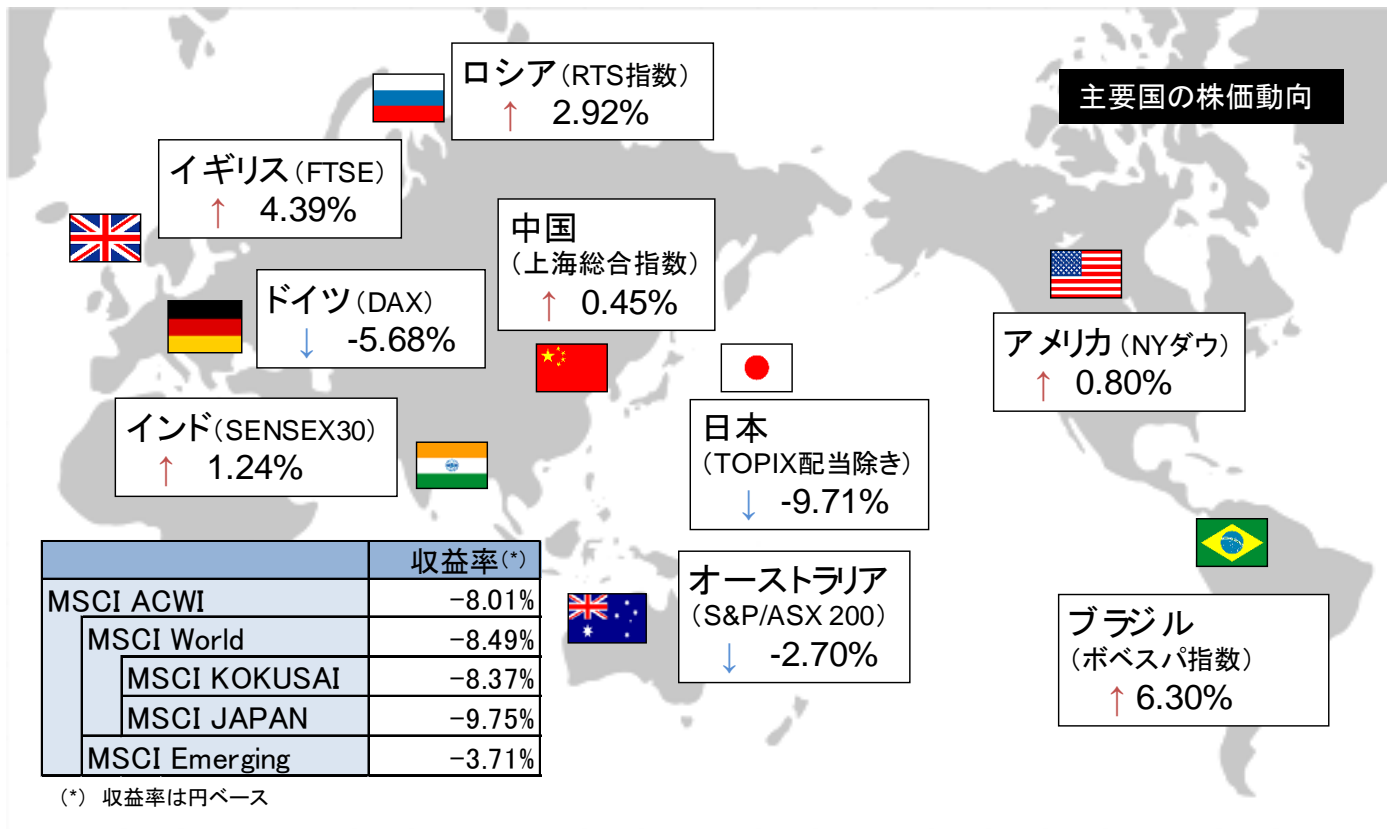 主要国の株価動向
ロシア（RTS指数）
↑ 2.92%
イギリス（FTSE）
↑ 4.39%
中国
（上海総合指数）
↑ 0.45%
ドイツ（DAX）
↓ -5.68%
アメリカ（NYダウ）
↑ 0.80%
インド（SENSEX30）
↑ 1.24%
日本
（TOPIX配当除き）
↓ -9.71%
オーストラリア
（S&P/ASX 200）
↓ -2.70%
ブラジル
（ボベスパ指数）
↑ 6.30%
収益率(*)
MSCI ACWI -8.01%
MSCI World -8.49%
MSCI KOKUSAI -8.37%
MSCI JAPAN -9.75%
MSCI Emerging -3.71%
(*) 収益率は円ベース